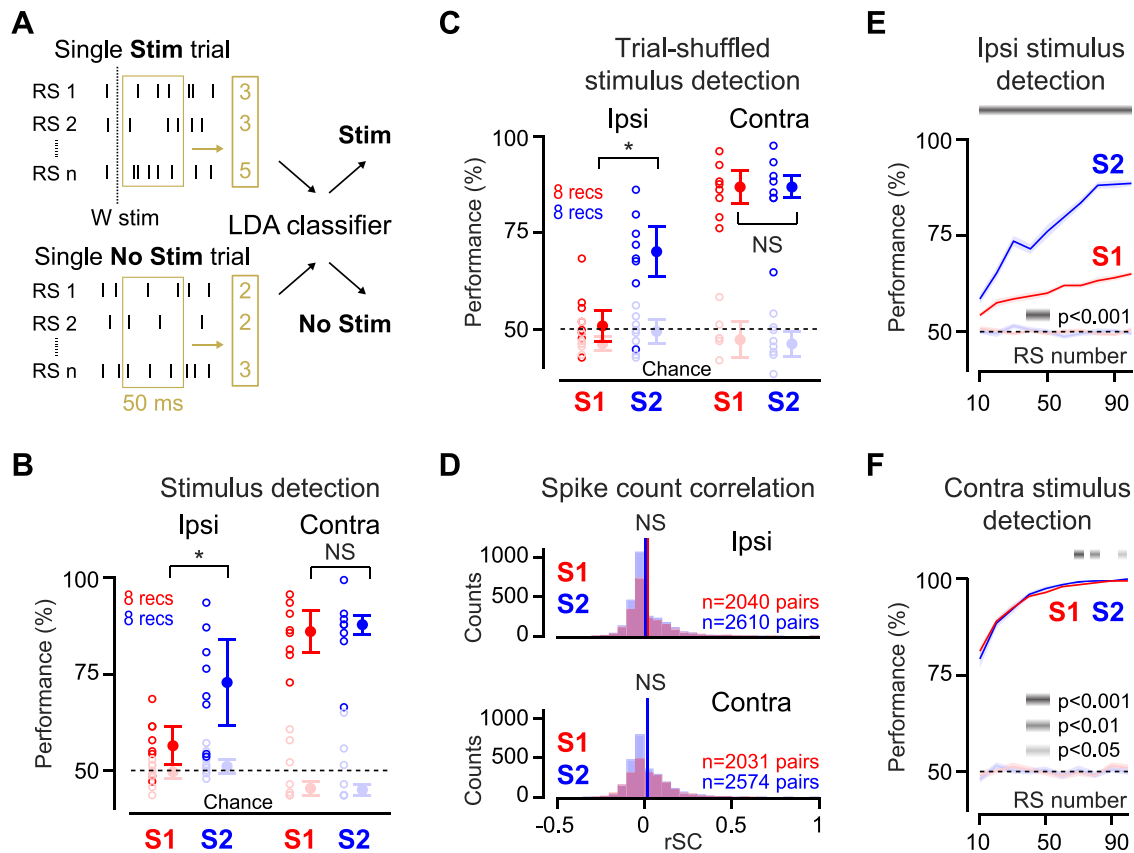 A
Single Stim trial
RS 1
3
RS 2
3
RS n
5
W stim
Stim
LDA classifier
No Stim
Single No Stim trial
RS 1
2
RS 2
2
RS n
3
50 ms
B
Stimulus detection
Ipsi
Contra
*
NS
8 recs
8 recs
Performance (%)
100
75
50
Chance
S1
S2
S1
S2
C
Trial-shuffled
stimulus detection
Ipsi
Contra
*
NS
8 recs
8 recs
Performance (%)
100
75
50
Chance
S1
S2
S1
S2
D
Spike count correlation
NS
Ipsi
S1
S2
n=2040 pairs
n=2610 pairs
Counts
1000
500
0
NS
Contra
S1
S2
n=2031 pairs
n=2574 pairs
Counts
1000
500
0
-0.5
0
0.5
1
rSC
E
Ipsi stimulus
detection
Performance (%)
100
75
50
S2
S1
p<0.001
RS number
10
50
90
F
Contra stimulus
detection
Performance (%)
100
75
50
S1
S2
p<0.001
p<0.01
p<0.05
RS number
10
50
90